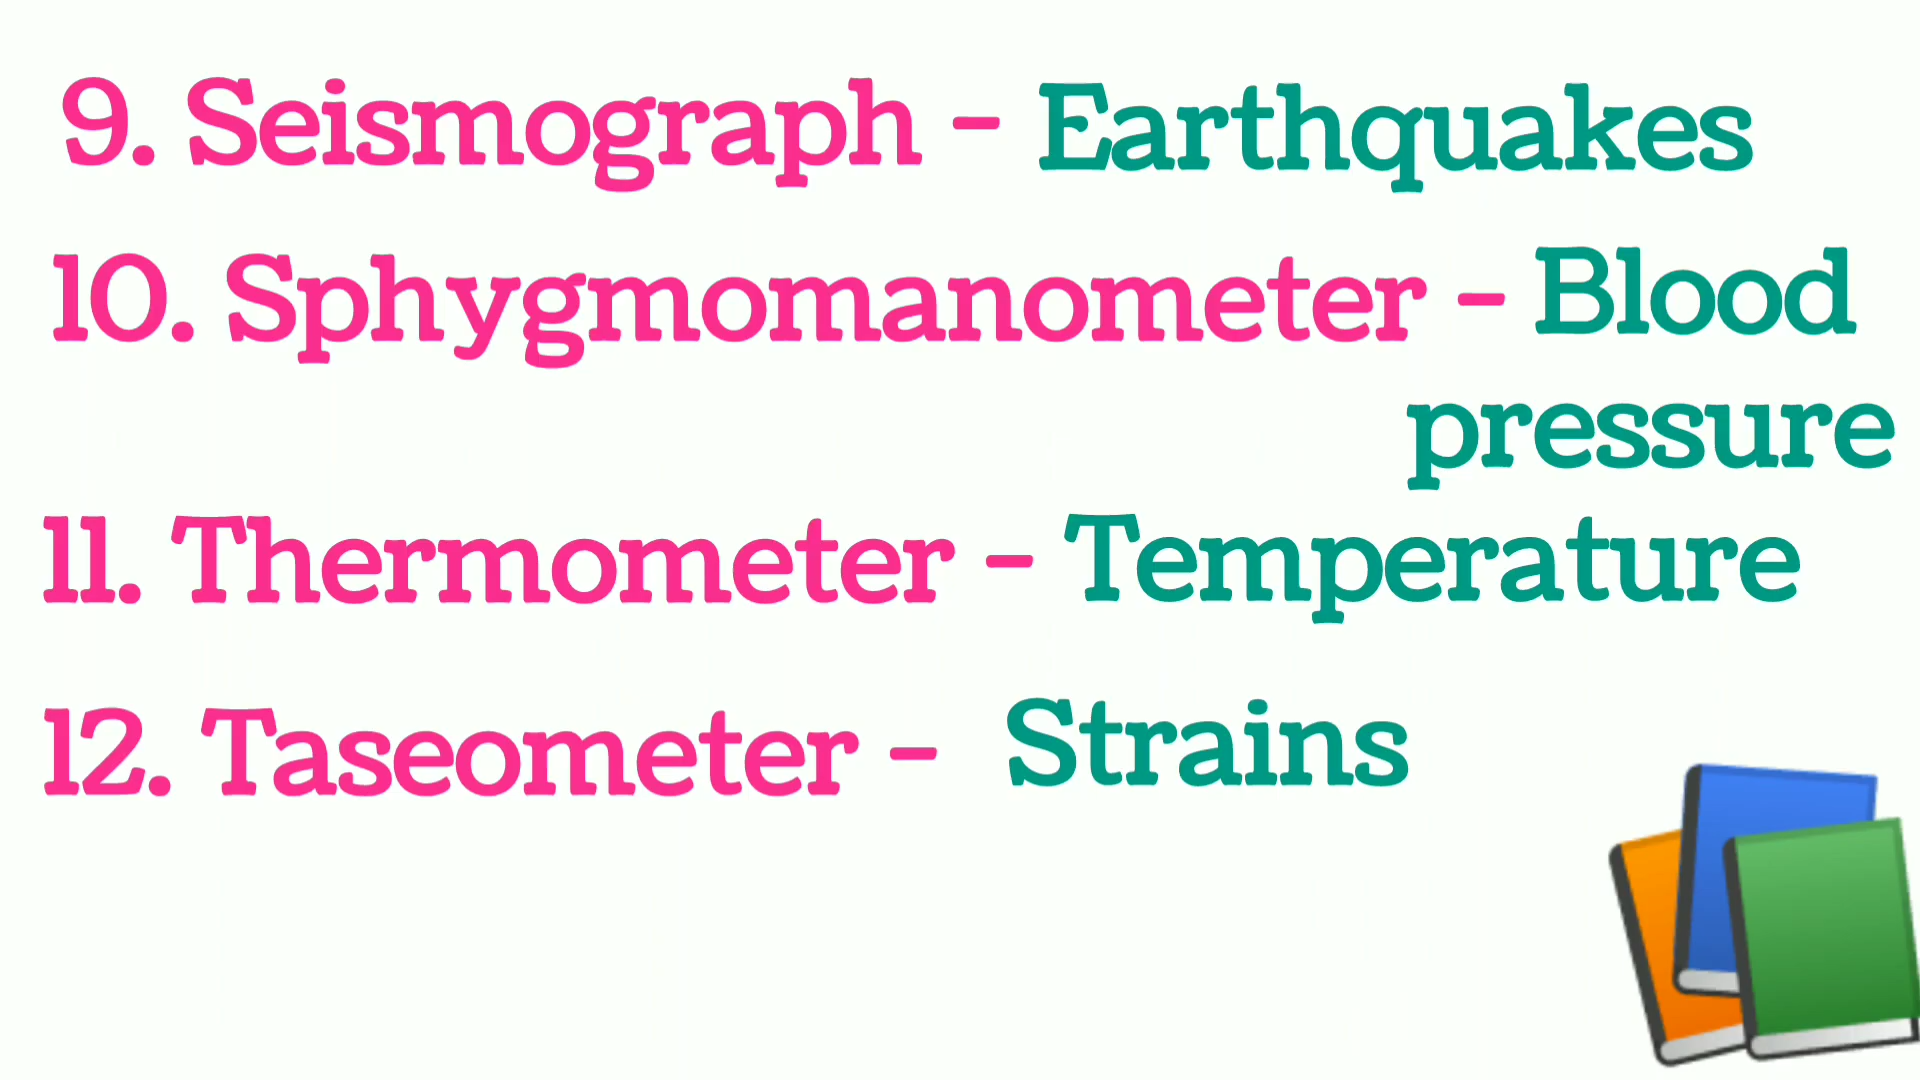 9. Seismograph - Earthquakes
10. Sphygmomanometer - Blood
pressure
11. Thermometer - Temperature
12. Taseometer - Strains